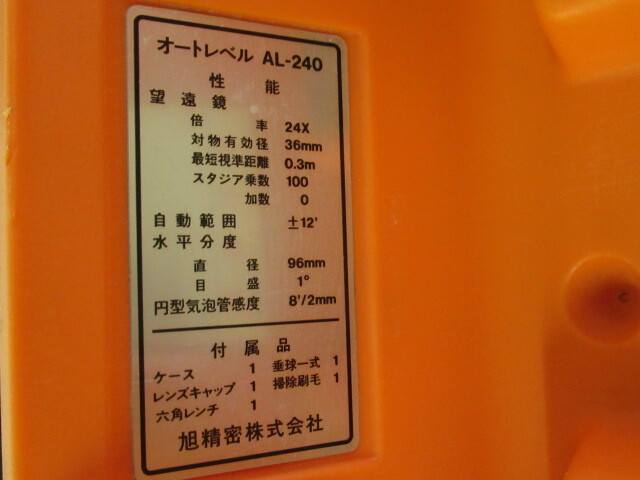 オートレベル AL-240
性能
望遠鏡
倍率 24X
対物有効径 36mm
最短視準距離 0.3m
スタジア乗数 100
加数 0
自動範囲 ±12'
水平分度
直径 96mm
目盛 1°
円型気泡管感度 8'/2mm
付属品
ケース 1 垂球一式 1
レンズキャップ 1 掃除刷毛 1
六角レンチ 1
旭精密株式会社